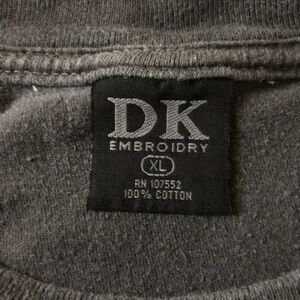 DK
EMBROIDRY
XL
RN 107552
100% COTTON